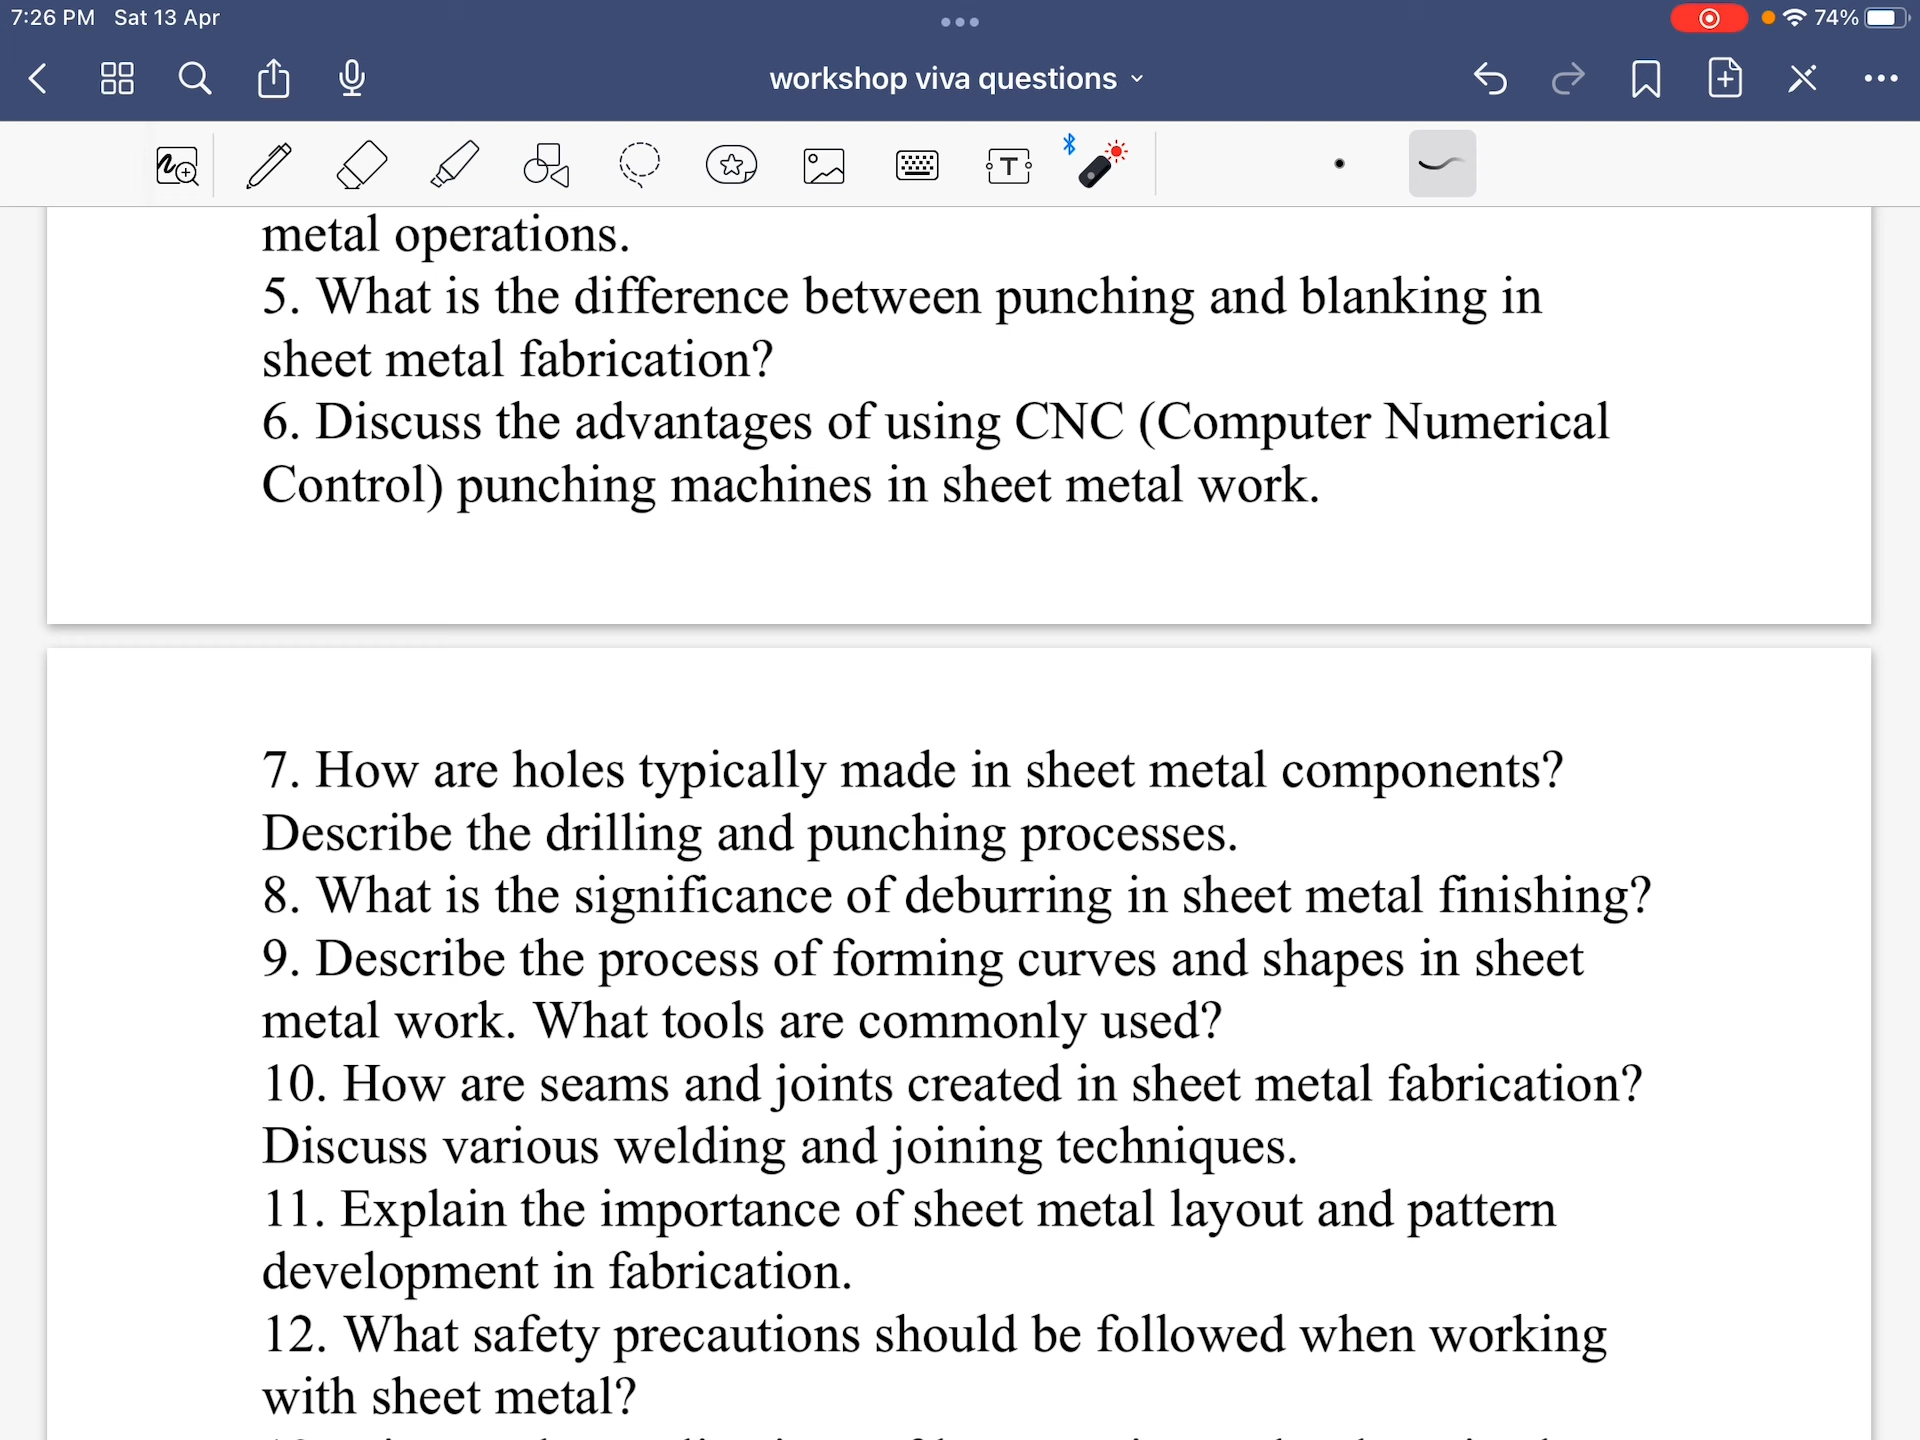 7:26 PM Sat 13 Apr
74%
workshop viva questions
T
metal operations.
5. What is the difference between punching and blanking in
sheet metal fabrication?
6. Discuss the advantages of using CNC (Computer Numerical
Control) punching machines in sheet metal work.
7. How are holes typically made in sheet metal components?
Describe the drilling and punching processes.
8. What is the significance of deburring in sheet metal finishing?
9. Describe the process of forming curves and shapes in sheet
metal work. What tools are commonly used?
10. How are seams and joints created in sheet metal fabrication?
Discuss various welding and joining techniques.
11. Explain the importance of sheet metal layout and pattern
development in fabrication.
12. What safety precautions should be followed when working
with sheet metal?